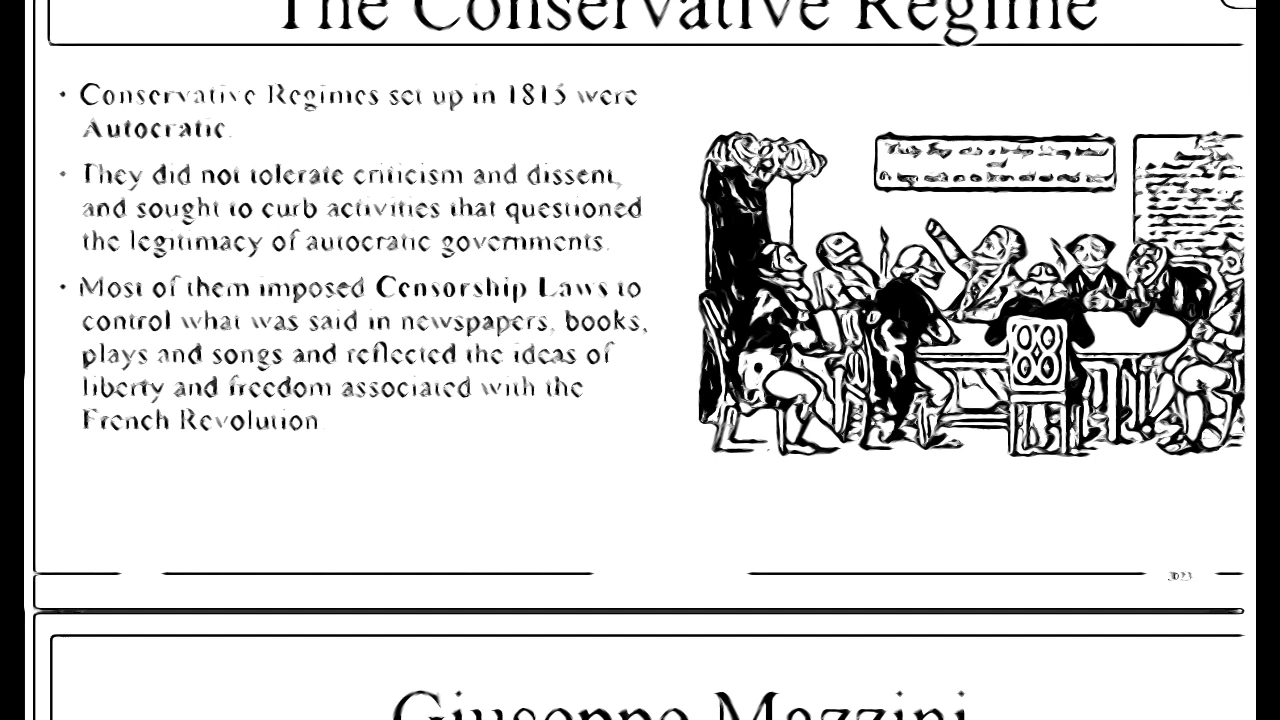 The Conservative Regime
• Conservative Regimes set up in 1815 were
Autocratic.
• They did not tolerate criticism and dissent,
and sought to curb activities that questioned
the legitimacy of autocratic governments.
• Most of them imposed Censorship Laws to
control what was said in newspapers, books,
plays and songs and reflected the ideas of
liberty and freedom associated with the
French Revolution.
Giuseppe Mazzini